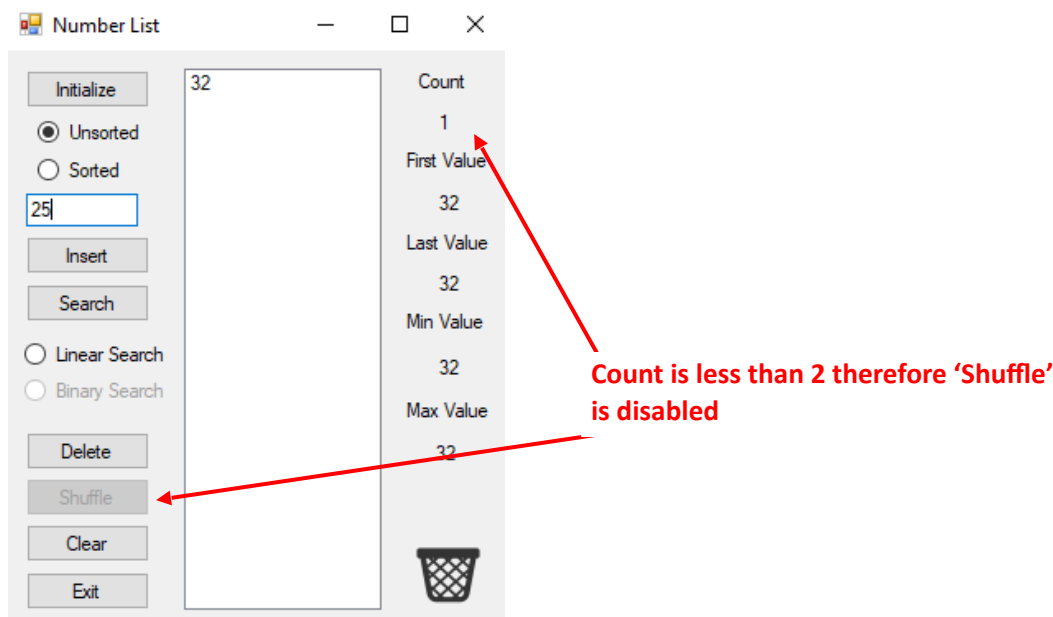 Number List
Initialize
Unsorted
Sorted
25
Insert
Search
Linear Search
Binary Search
Delete
Shuffle
Clear
Exit
32
Count
1
First Value
32
Last Value
32
Min Value
32
Max Value
32
Count is less than 2 therefore ‘Shuffle’
is disabled